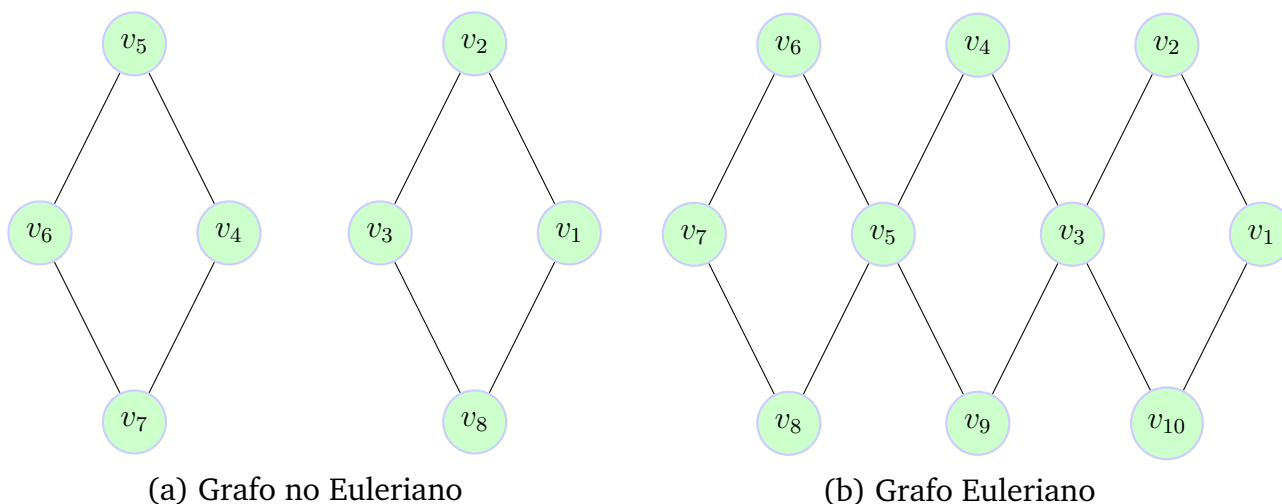 v5 v2 v6 v4 v2
v6 v4 v3 v1 v7 v5 v3 v1
v7 v8 v8 v9 v10
(a) Grafo no Euleriano (b) Grafo Euleriano